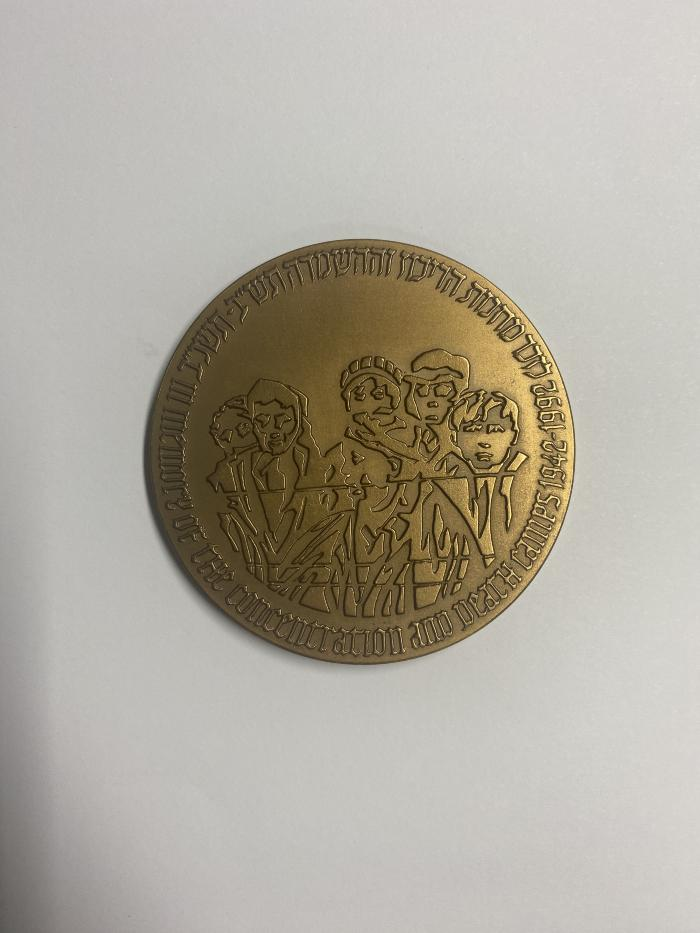 לזכר מחנות הריכוז וההשמדה תש"ב-תשנ"ב
IN MEMORY OF THE CONCENTRATION AND DEATH CAMPS 1942-1992